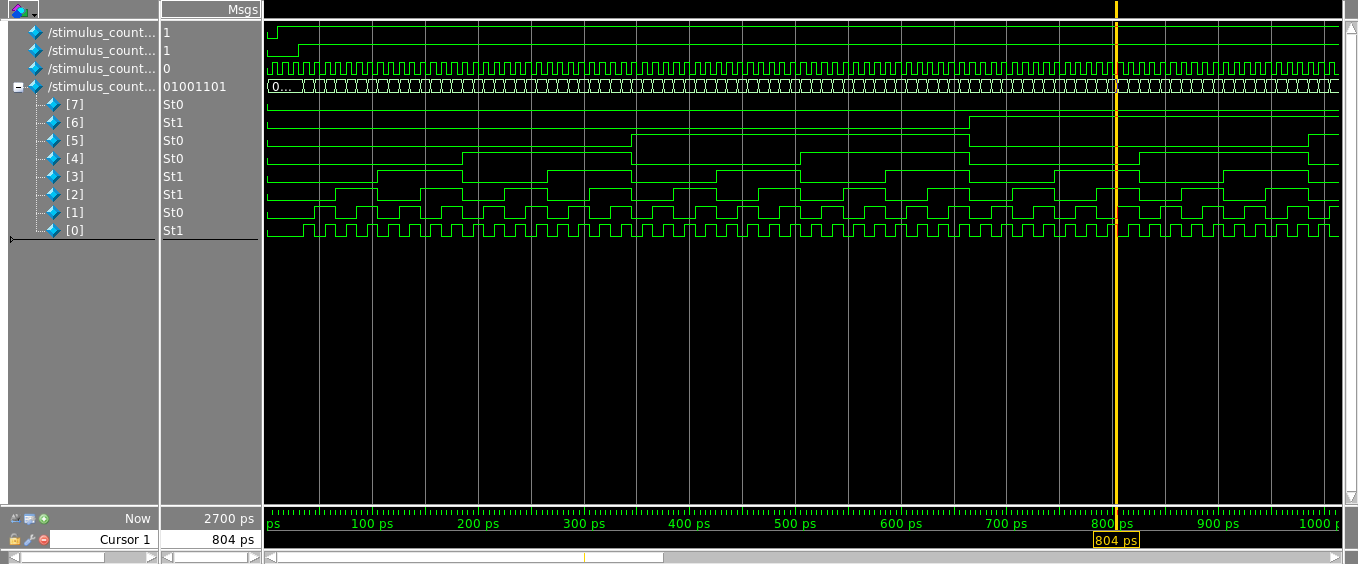 Msgs
/stimulus_count... 1
/stimulus_count... 1
/stimulus_count... 0
/stimulus_count... 01001101 0...
[7] St0
[6] St1
[5] St0
[4] St0
[3] St1
[2] St1
[1] St0
[0] St1
Now 2700 ps ps 100 ps 200 ps 300 ps 400 ps 500 ps 600 ps 700 ps 800 ps 900 ps 1000 p
Cursor 1 804 ps 804 ps